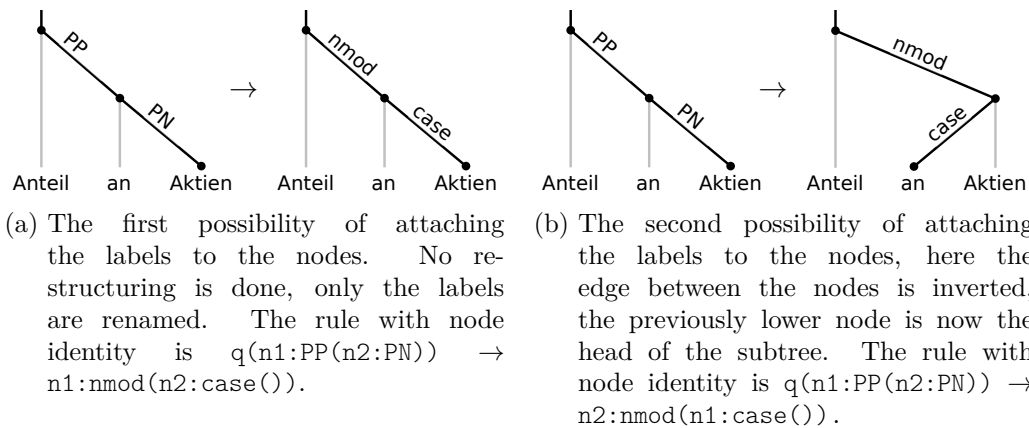 PP
PN
→
nmod
case
Anteil an Aktien
Anteil an Aktien
PP
PN
→
nmod
case
Anteil an Aktien
Anteil an Aktien
(a) The first possibility of attaching
the labels to the nodes. No re-
structuring is done, only the labels
are renamed. The rule with node
identity is q(n1:PP(n2:PN)) →
n1:nmod(n2:case()).
(b) The second possibility of attaching
the labels to the nodes, here the
edge between the nodes is inverted,
the previously lower node is now the
head of the subtree. The rule with
node identity is q(n1:PP(n2:PN)) →
n2:nmod(n1:case()).